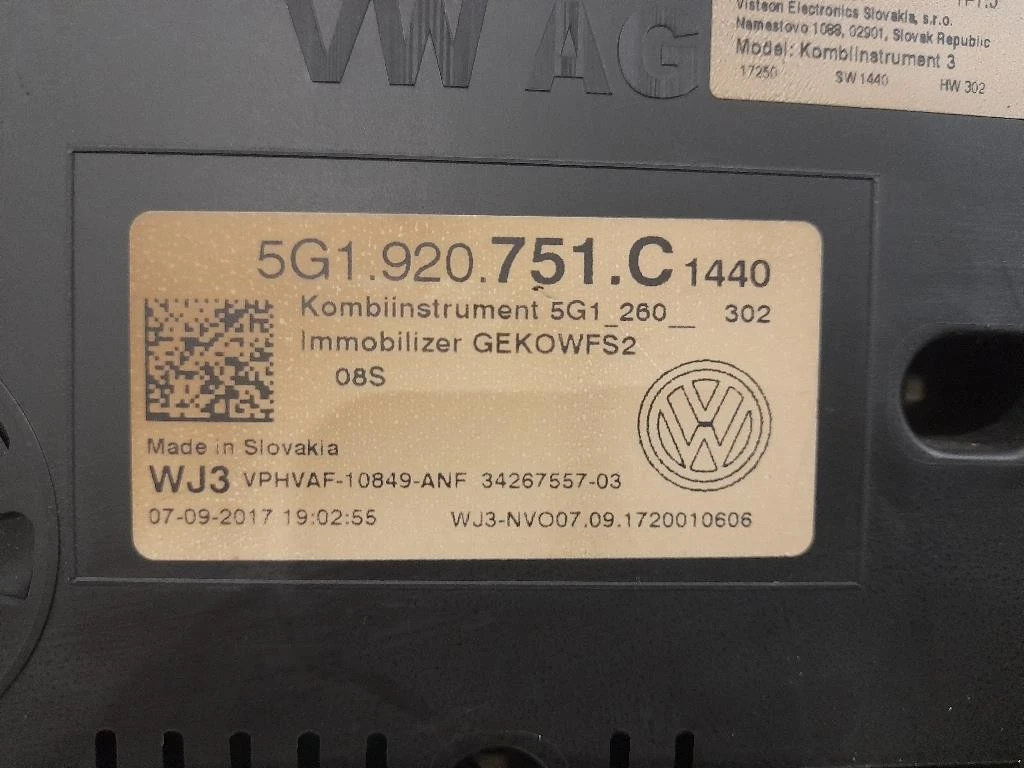 VW AG
Visteon Electronics Slovakia, s.r.o.
Namestovo 1088, 02901, Slovak Republic
Model: Kombiinstrument 3
17250 SW 1440 HW 302
5G1.920.751.C 1440
Kombiinstrument 5G1_260__ 302
Immobilizer GEKOWFS2
08S
Made in Slovakia
WJ3 VPHVAF-10849-ANF 34267557-03
07-09-2017 19:02:55 WJ3-NVO07.09.1720010606